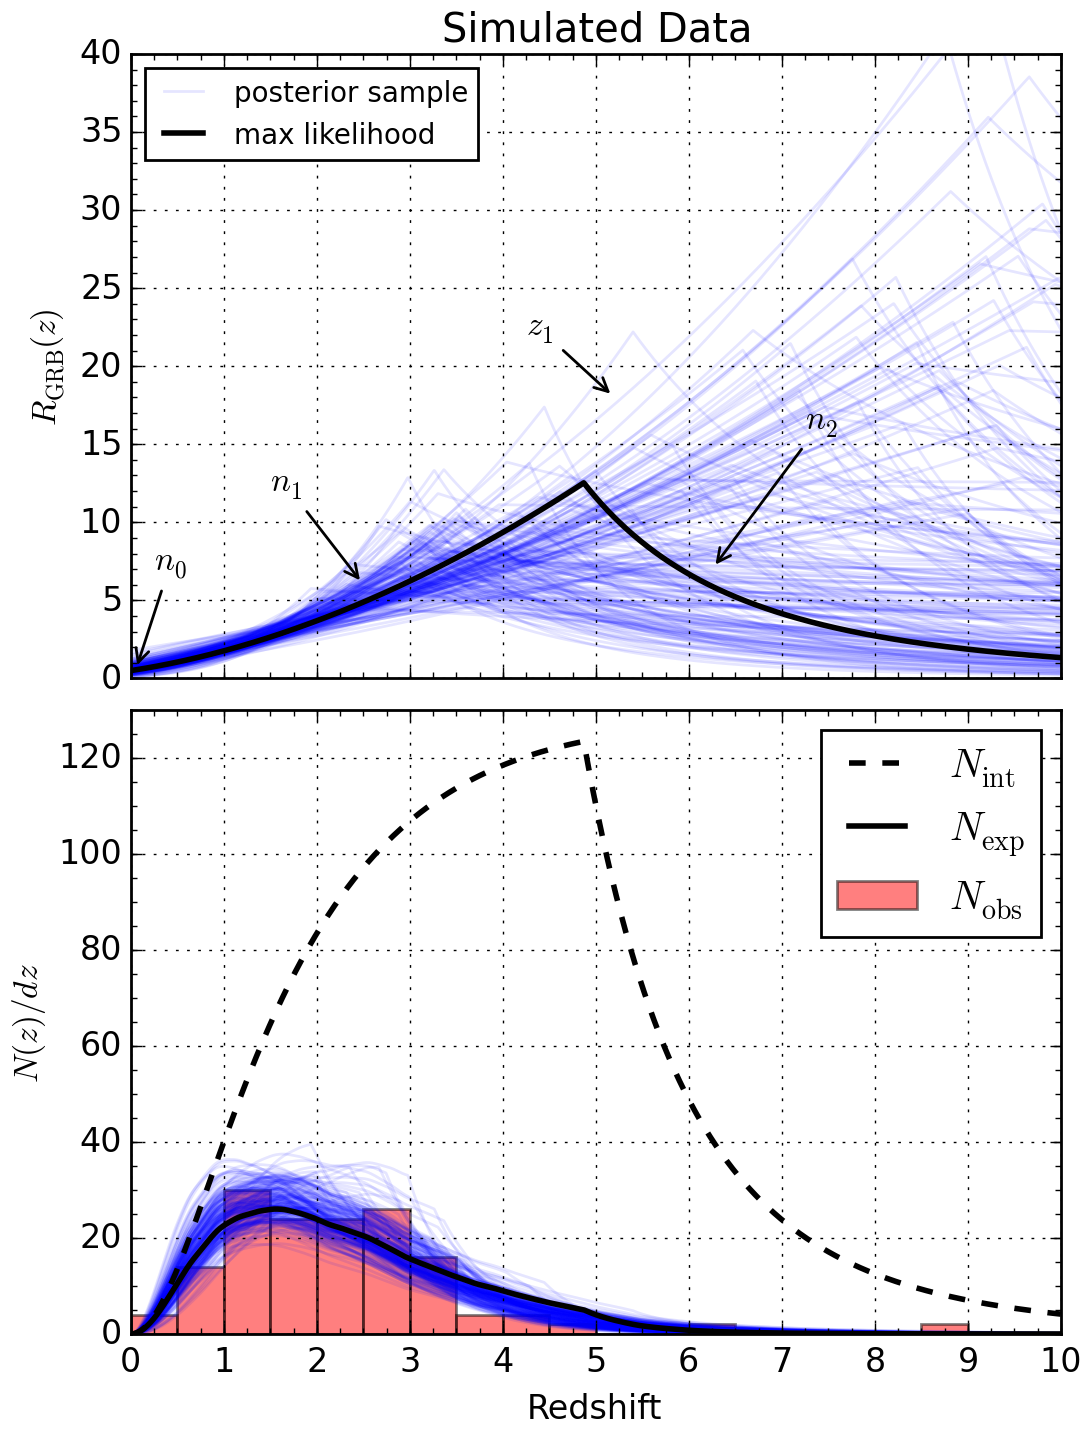 Simulated Data
40
35
30
25
20
15
10
5
0
R_GRB(z)
posterior sample
max likelihood
z_1
n_2
n_1
n_0
120
100
80
60
40
20
0
N(z)/dz
N_int
N_exp
N_obs
0 1 2 3 4 5 6 7 8 9 10
Redshift